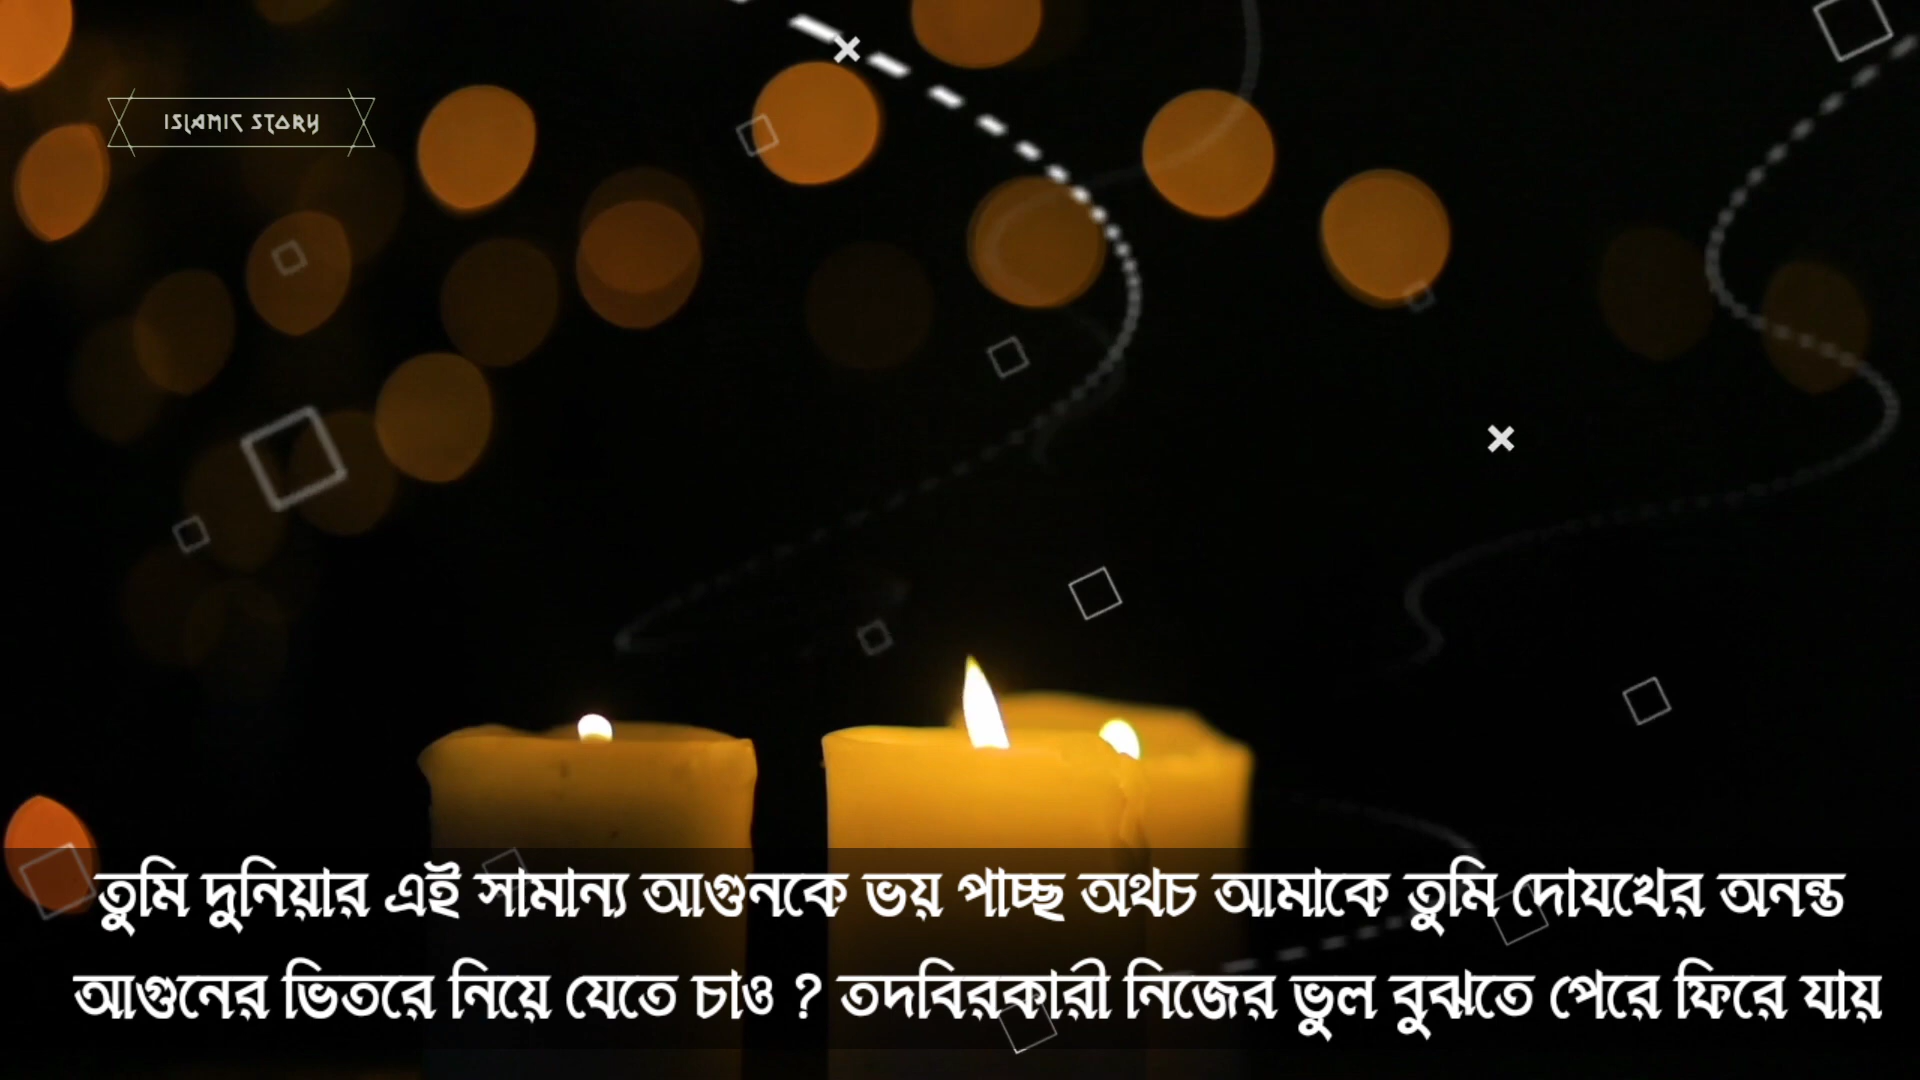 ISLAMIC STORY
তুমি দুনিয়ার এই সামান্য আগুনকে ভয় পাচ্ছ অথচ আমাকে তুমি দোযখের অনন্ত
আগুনের ভিতরে নিয়ে যেতে চাও ? তদবিরকারী নিজের ভুল বুঝতে পেরে ফিরে যায়